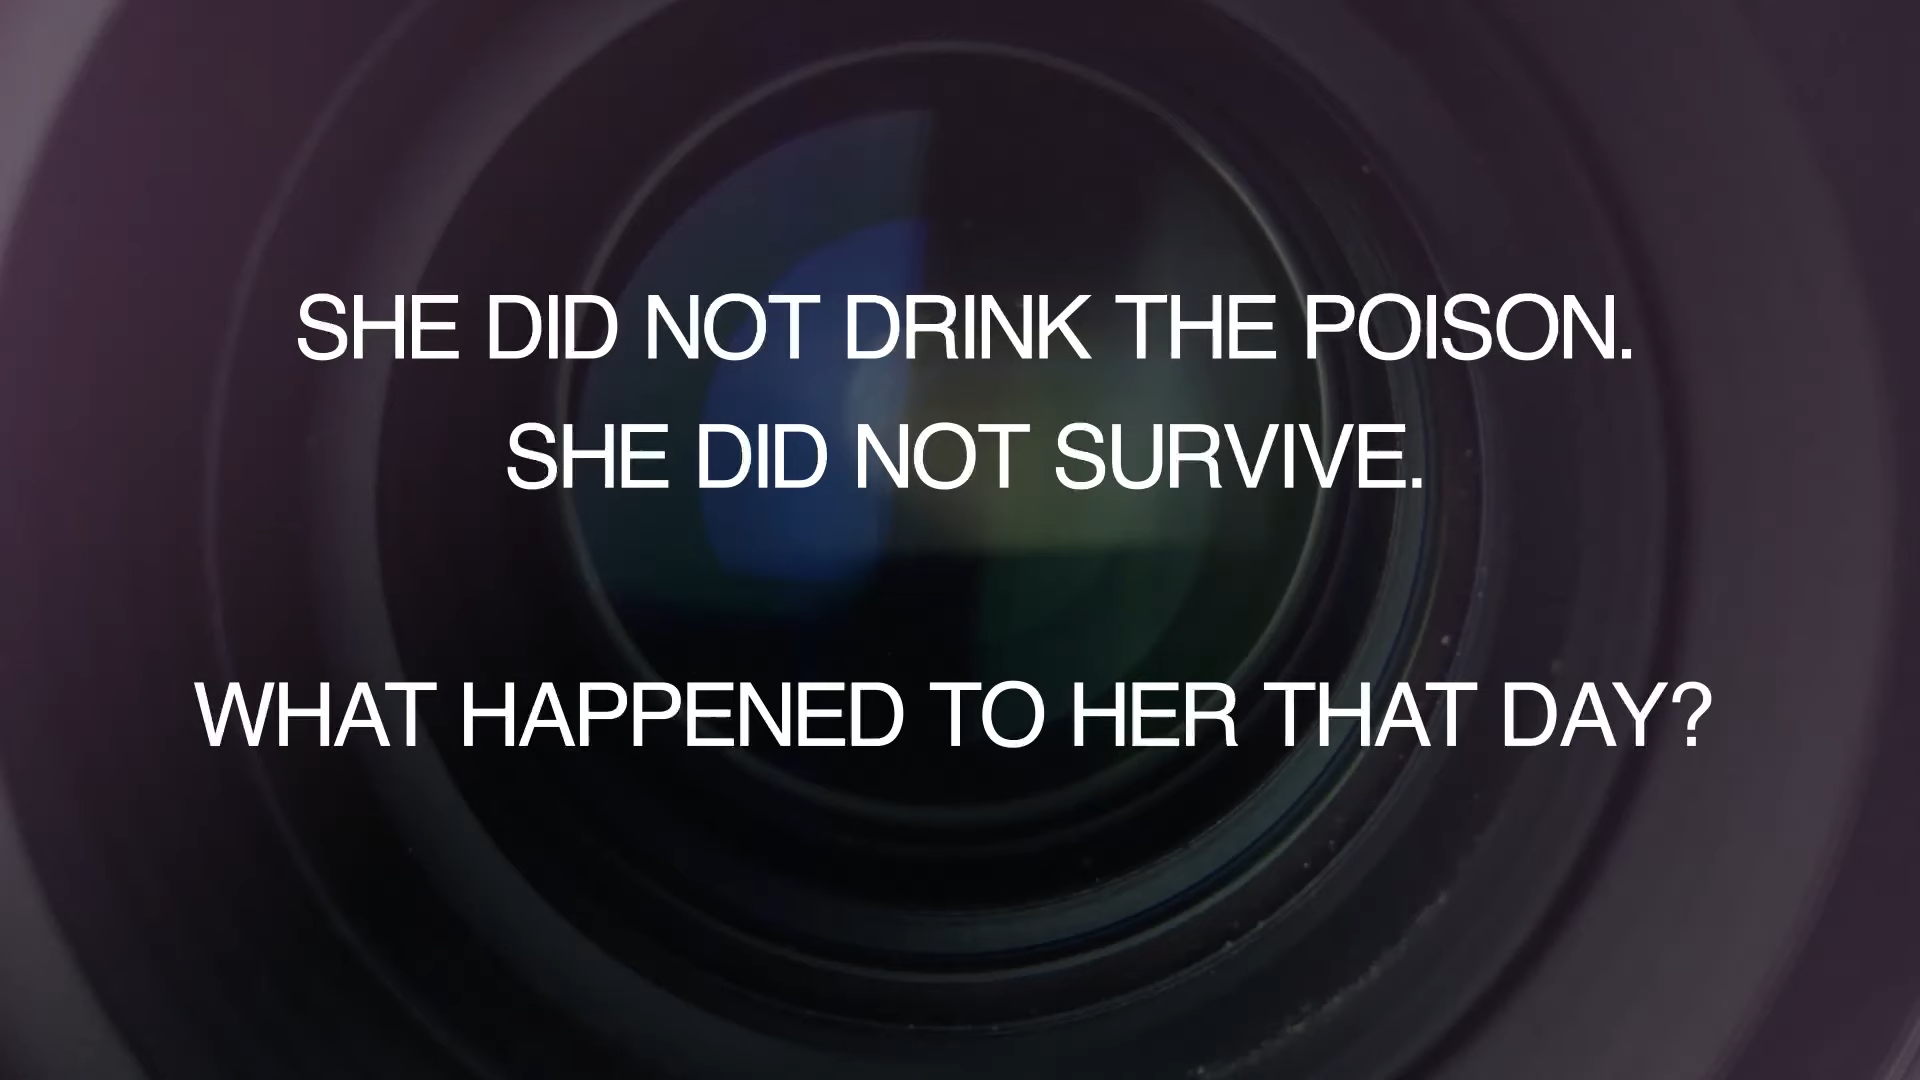 SHE DID NOT DRINK THE POISON.
SHE DID NOT SURVIVE.
WHAT HAPPENED TO HER THAT DAY?